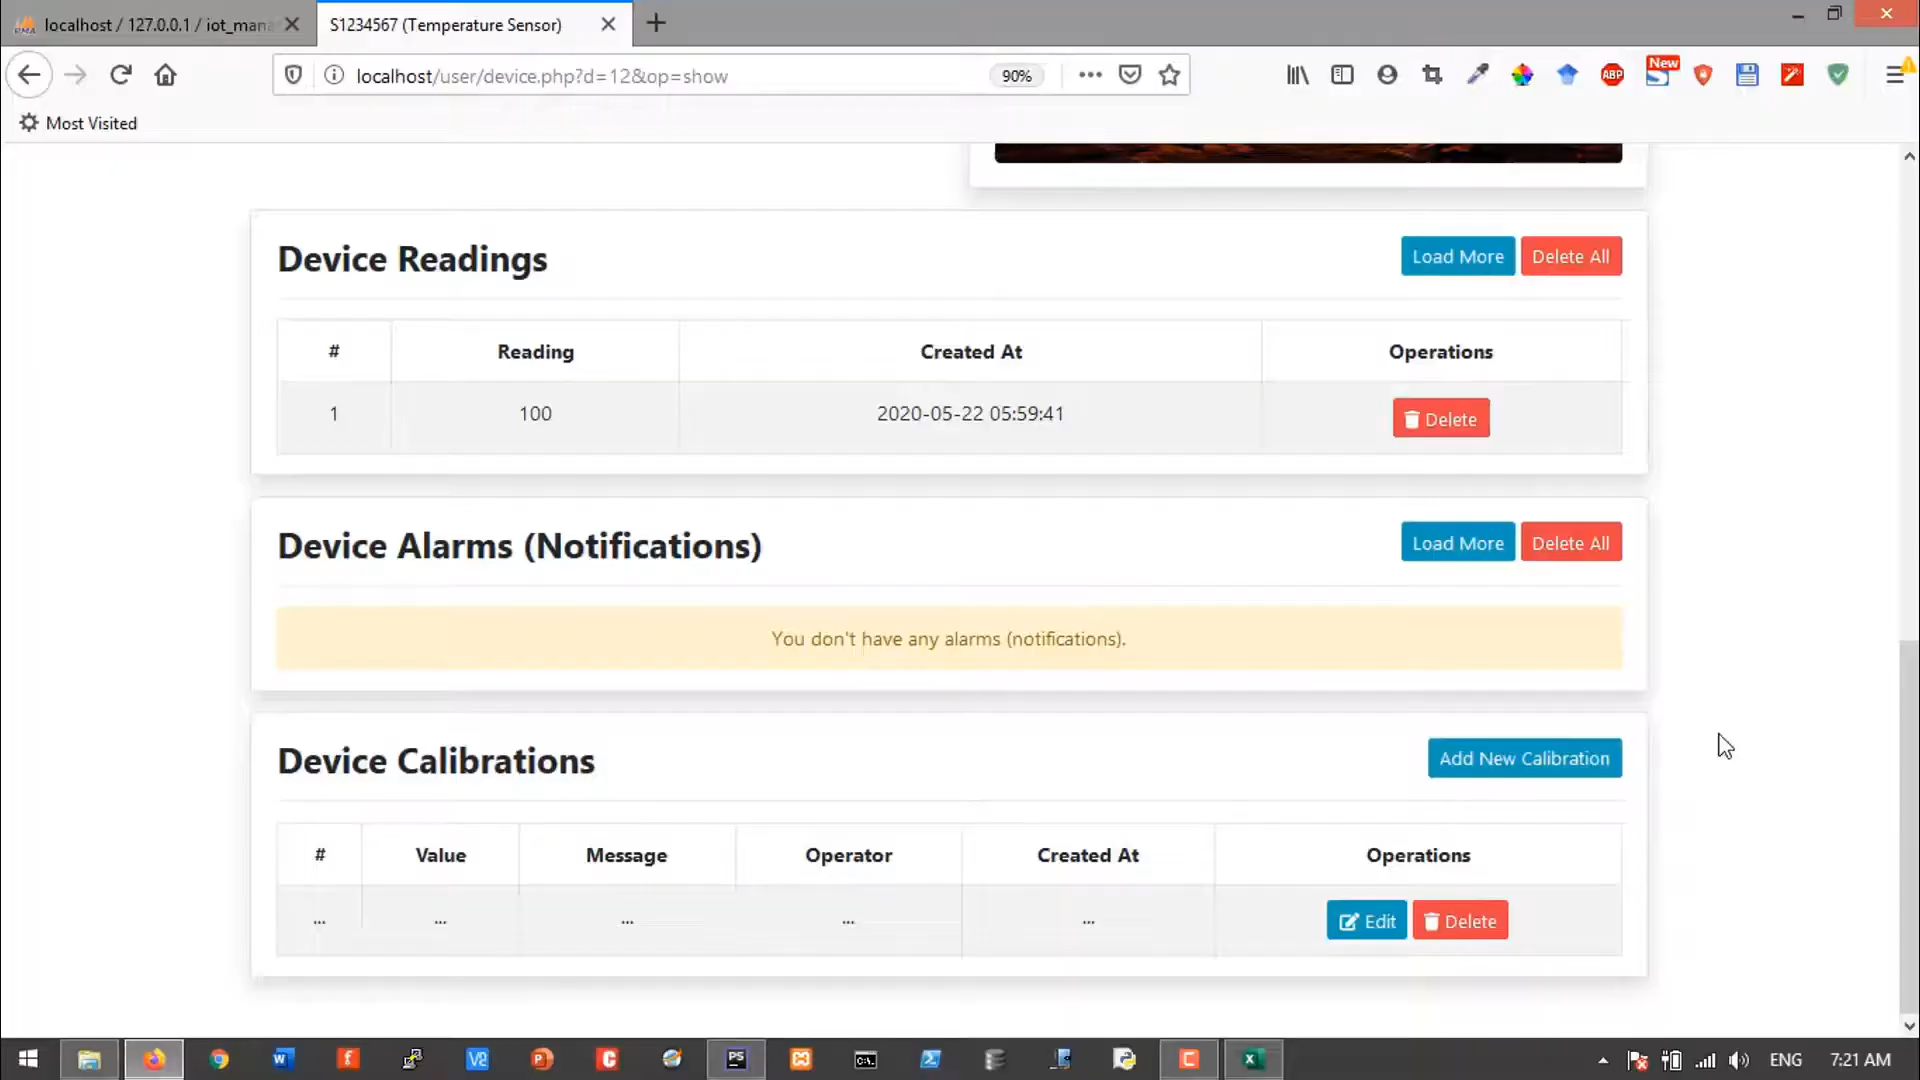 localhost / 127.0.0.1 / iot_mana
S1234567 (Temperature Sensor)
localhost/user/device.php?d=12&op=show
90%
ABP
New
Most Visited
Device Readings
Load More
Delete All
# Reading Created At Operations
1 100 2020-05-22 05:59:41 Delete
Device Alarms (Notifications)
Load More
Delete All
You don't have any alarms (notifications).
Device Calibrations
Add New Calibration
# Value Message Operator Created At Operations
... ... ... ... ... Edit Delete
ENG
7:21 AM